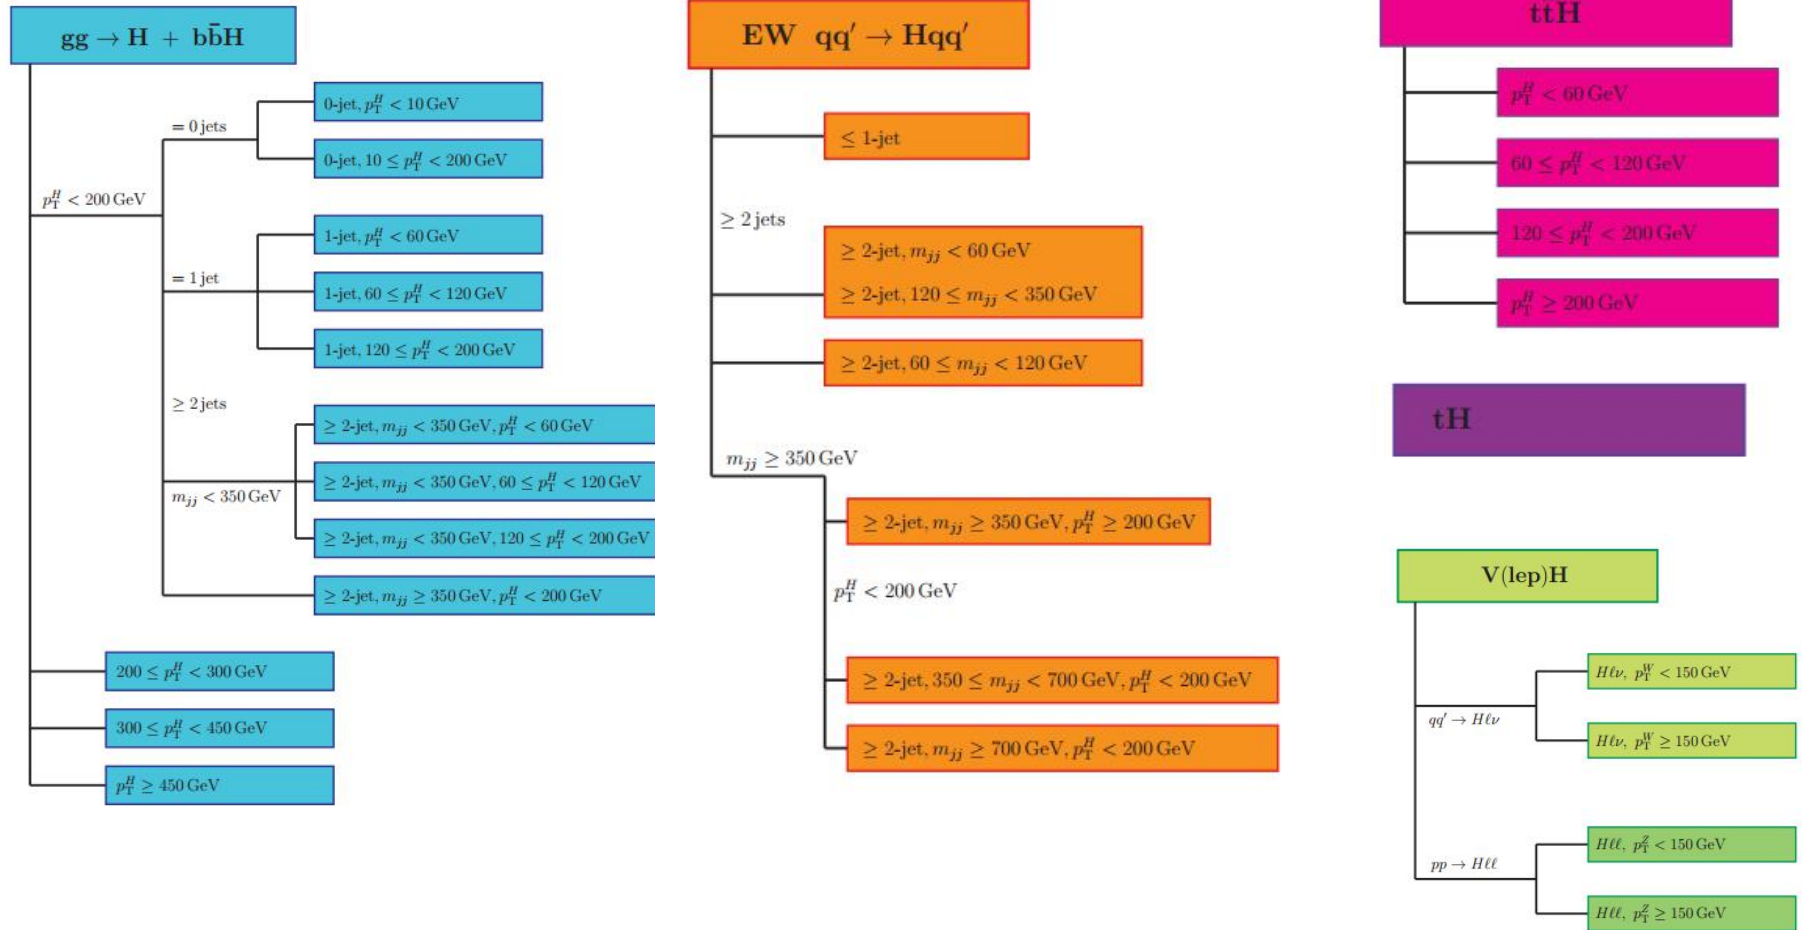 gg → H + bb̄H
= 0 jets
0-jet, p_T^H < 10 GeV
0-jet, 10 ≤ p_T^H < 200 GeV
p_T^H < 200 GeV
= 1 jet
1-jet, p_T^H < 60 GeV
1-jet, 60 ≤ p_T^H < 120 GeV
1-jet, 120 ≤ p_T^H < 200 GeV
≥ 2 jets
m_jj < 350 GeV
≥ 2-jet, m_jj < 350 GeV, p_T^H < 60 GeV
≥ 2-jet, m_jj < 350 GeV, 60 ≤ p_T^H < 120 GeV
≥ 2-jet, m_jj < 350 GeV, 120 ≤ p_T^H < 200 GeV
≥ 2-jet, m_jj ≥ 350 GeV, p_T^H < 200 GeV
200 ≤ p_T^H < 300 GeV
300 ≤ p_T^H < 450 GeV
p_T^H ≥ 450 GeV
EW qq′ → Hqq′
≤ 1-jet
≥ 2 jets
≥ 2-jet, m_jj < 60 GeV
≥ 2-jet, 120 ≤ m_jj < 350 GeV
≥ 2-jet, 60 ≤ m_jj < 120 GeV
m_jj ≥ 350 GeV
≥ 2-jet, m_jj ≥ 350 GeV, p_T^H ≥ 200 GeV
p_T^H < 200 GeV
≥ 2-jet, 350 ≤ m_jj < 700 GeV, p_T^H < 200 GeV
≥ 2-jet, m_jj ≥ 700 GeV, p_T^H < 200 GeV
ttH
p_T^H < 60 GeV
60 ≤ p_T^H < 120 GeV
120 ≤ p_T^H < 200 GeV
p_T^H ≥ 200 GeV
tH
V(lep)H
qq′ → Hℓν
Hℓν, p_T^W < 150 GeV
Hℓν, p_T^W ≥ 150 GeV
pp → Hℓℓ
Hℓℓ, p_T^Z < 150 GeV
Hℓℓ, p_T^Z ≥ 150 GeV